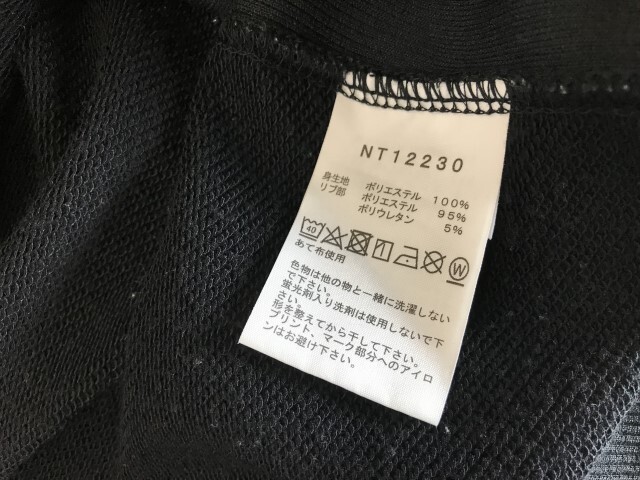 NT12230
身生地 ポリエステル 100%
リブ部 ポリエステル 95%
ポリウレタン 5%
40
W
あて布使用
色物は他の物と一緒に洗濯しない
で下さい。
蛍光剤入り洗剤は使用しないで下
さい。
形を整えてから干して下さい。
プリント、マーク部分へのアイロ
ンはお避け下さい。